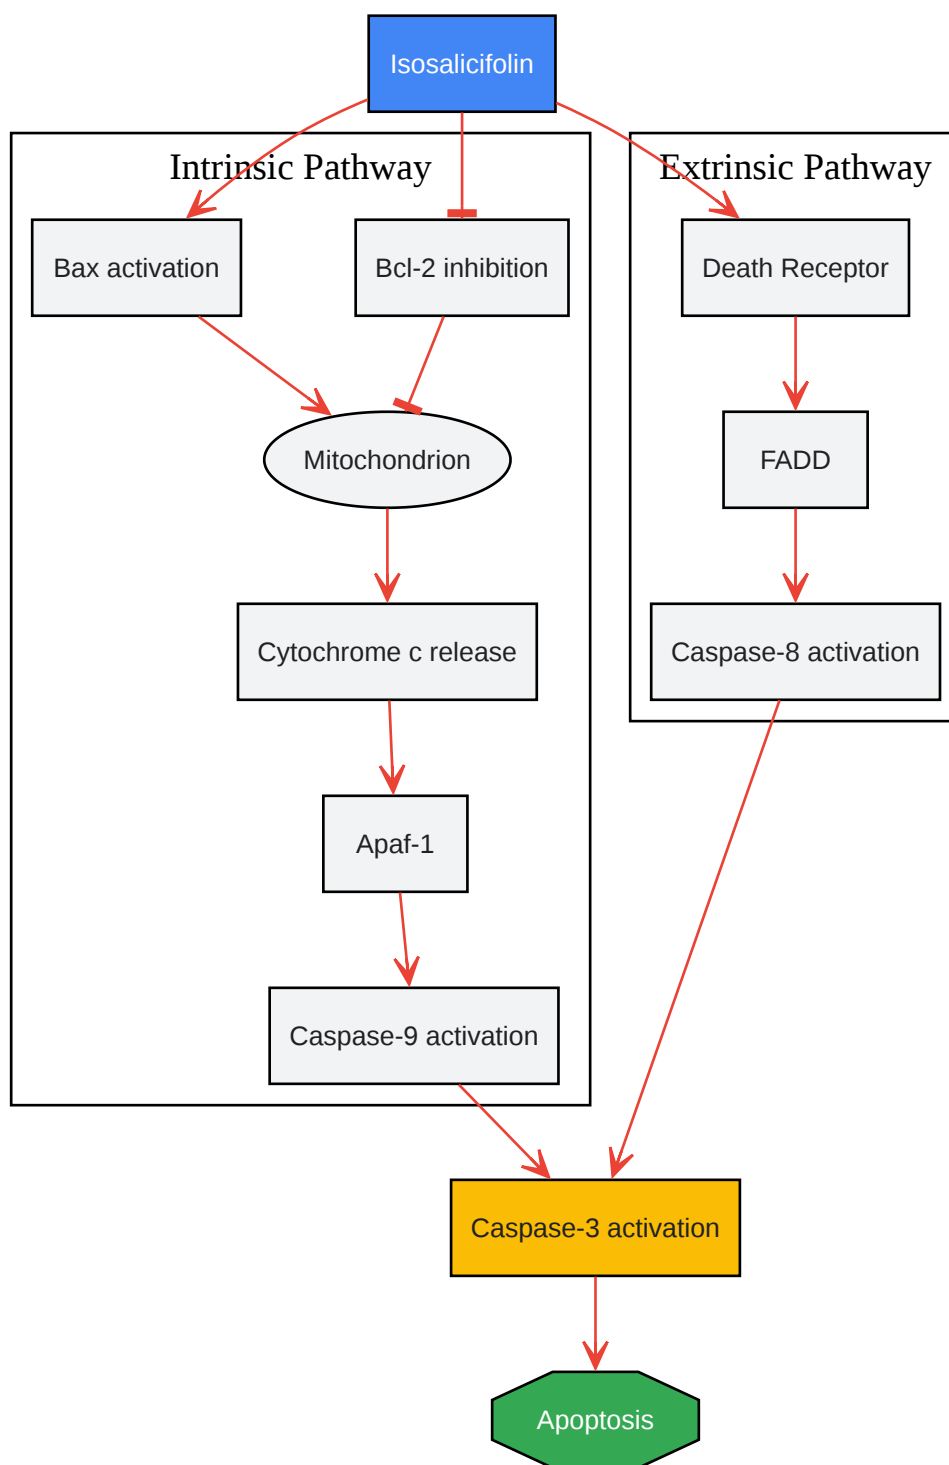 Isosalicifolin
Intrinsic Pathway
Extrinsic Pathway
Bax activation
Bcl-2 inhibition
Death Receptor
Mitochondrion
FADD
Cytochrome c release
Caspase-8 activation
Apaf-1
Caspase-9 activation
Caspase-3 activation
Apoptosis